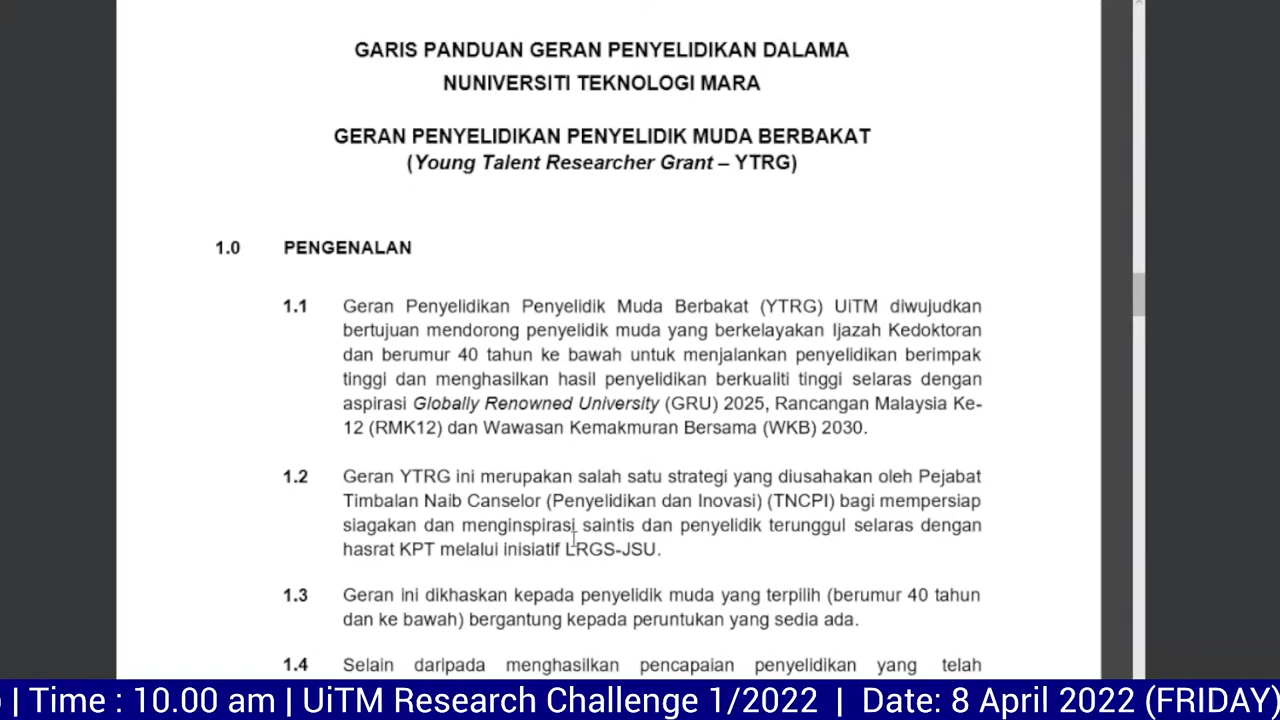 GARIS PANDUAN GERAN PENYELIDIKAN DALAMA
NUNIVERSITI TEKNOLOGI MARA
GERAN PENYELIDIKAN PENYELIDIK MUDA BERBAKAT
(Young Talent Researcher Grant – YTRG)
1.0 PENGENALAN
1.1 Geran Penyelidikan Penyelidik Muda Berbakat (YTRG) UiTM diwujudkan
bertujuan mendorong penyelidik muda yang berkelayakan Ijazah Kedoktoran
dan berumur 40 tahun ke bawah untuk menjalankan penyelidikan berimpak
tinggi dan menghasilkan hasil penyelidikan berkualiti tinggi selaras dengan
aspirasi Globally Renowned University (GRU) 2025, Rancangan Malaysia Ke-
12 (RMK12) dan Wawasan Kemakmuran Bersama (WKB) 2030.
1.2 Geran YTRG ini merupakan salah satu strategi yang diusahakan oleh Pejabat
Timbalan Naib Canselor (Penyelidikan dan Inovasi) (TNCPI) bagi mempersiap
siagakan dan menginspirasi saintis dan penyelidik terunggul selaras dengan
hasrat KPT melalui inisiatif LRGS-JSU.
1.3 Geran ini dikhaskan kepada penyelidik muda yang terpilih (berumur 40 tahun
dan ke bawah) bergantung kepada peruntukan yang sedia ada.
1.4 Selain daripada menghasilkan pencapaian penyelidikan yang telah
| Time : 10.00 am | UiTM Research Challenge 1/2022 | Date: 8 April 2022 (FRIDAY)